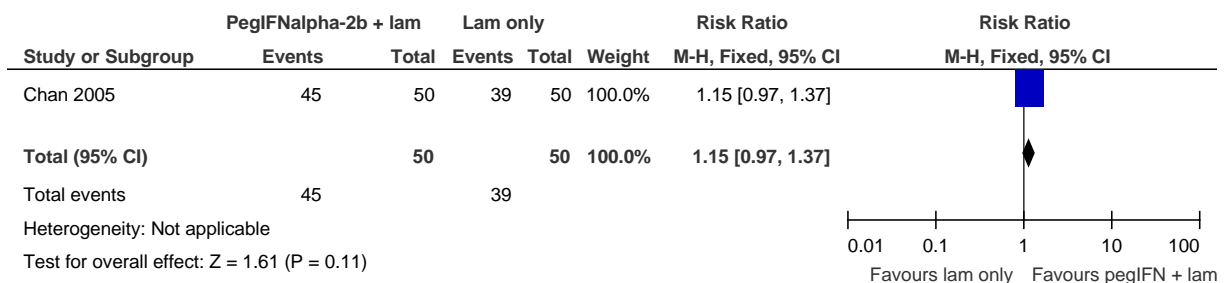 PegIFNalpha-2b + lam Lam only Risk Ratio Risk Ratio
Study or Subgroup Events Total Events Total Weight M-H, Fixed, 95% CI M-H, Fixed, 95% CI
Chan 2005 45 50 39 50 100.0% 1.15 [0.97, 1.37]
Total (95% CI) 50 50 100.0% 1.15 [0.97, 1.37]
Total events 45 39
Heterogeneity: Not applicable
Test for overall effect: Z = 1.61 (P = 0.11)
0.01 0.1 1 10 100
Favours lam only Favours pegIFN + lam